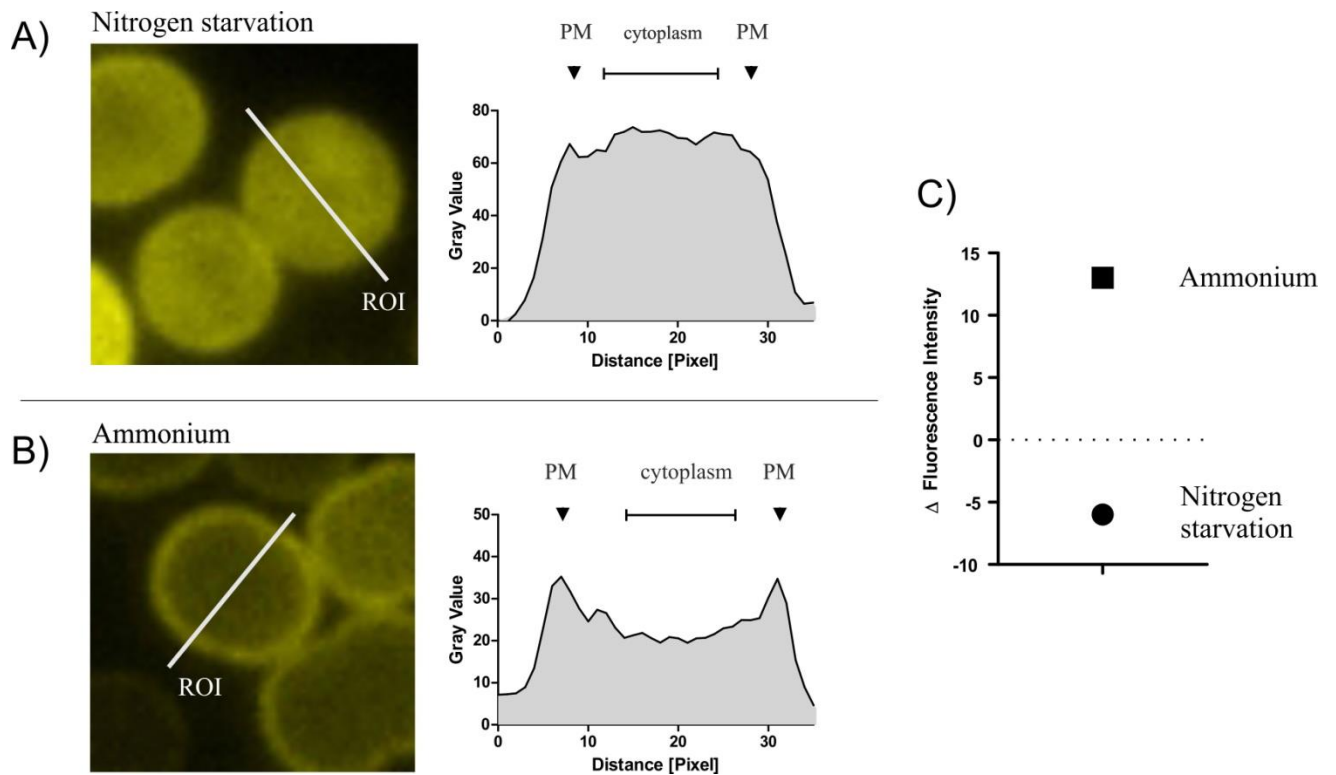 A)
Nitrogen starvation
ROI
PM cytoplasm PM
80
60
40
20
0
Gray Value
0 10 20 30
Distance [Pixel]
B)
Ammonium
ROI
PM cytoplasm PM
50
40
30
20
10
0
Gray Value
0 10 20 30
Distance [Pixel]
C)
15
10
5
0
-5
-10
Δ Fluorescence Intensity
Ammonium
Nitrogen
starvation